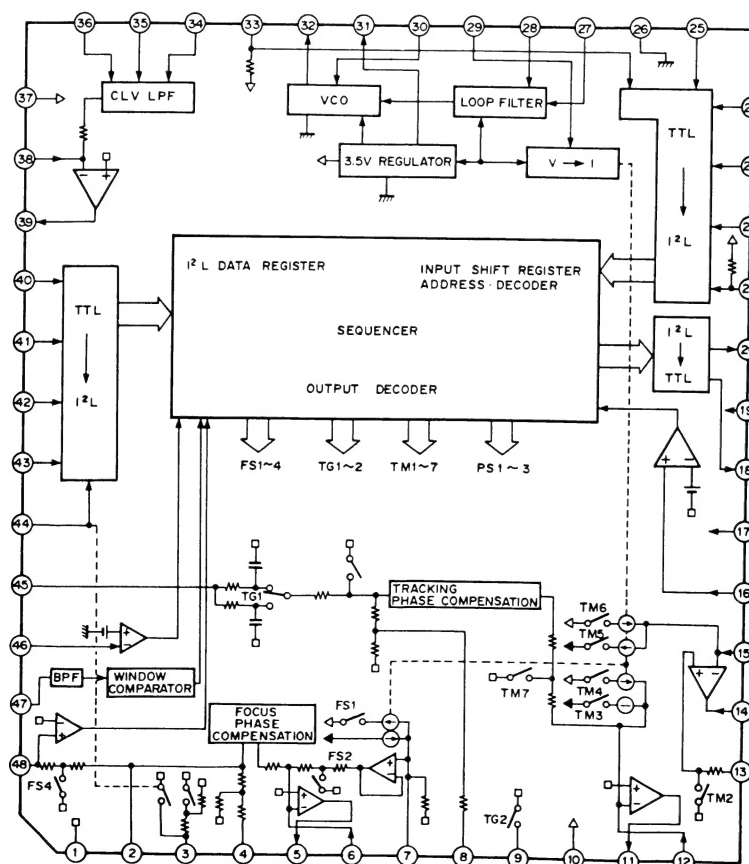 36 35 34 33 32 31 30 29 28 27 26 25
37
CLV LPF
VCO
LOOP FILTER
3.5V REGULATOR
V → I
TTL
↓
I²L
38
- +
39
I²L DATA REGISTER
INPUT SHIFT REGISTER
ADDRESS · DECODER
SEQUENCER
OUTPUT DECODER
40
41
42
43
TTL
↓
I²L
I²L
↓
TTL
19
18
17
16
+ -
FS1~4
TG1~2
TM1~7
PS1~3
44
45
TG1
TRACKING
PHASE COMPENSATION
TM6
TM5
15
46
+
-
47
BPF
WINDOW
COMPARATOR
TM7
TM4
TM3
- +
14
FOCUS
PHASE
COMPENSATION
FS1
FS2
48
-
+
FS4
13
TM2
TG2
+
-
+
-
1 2 3 4 5 6 7 8 9 10 11 12